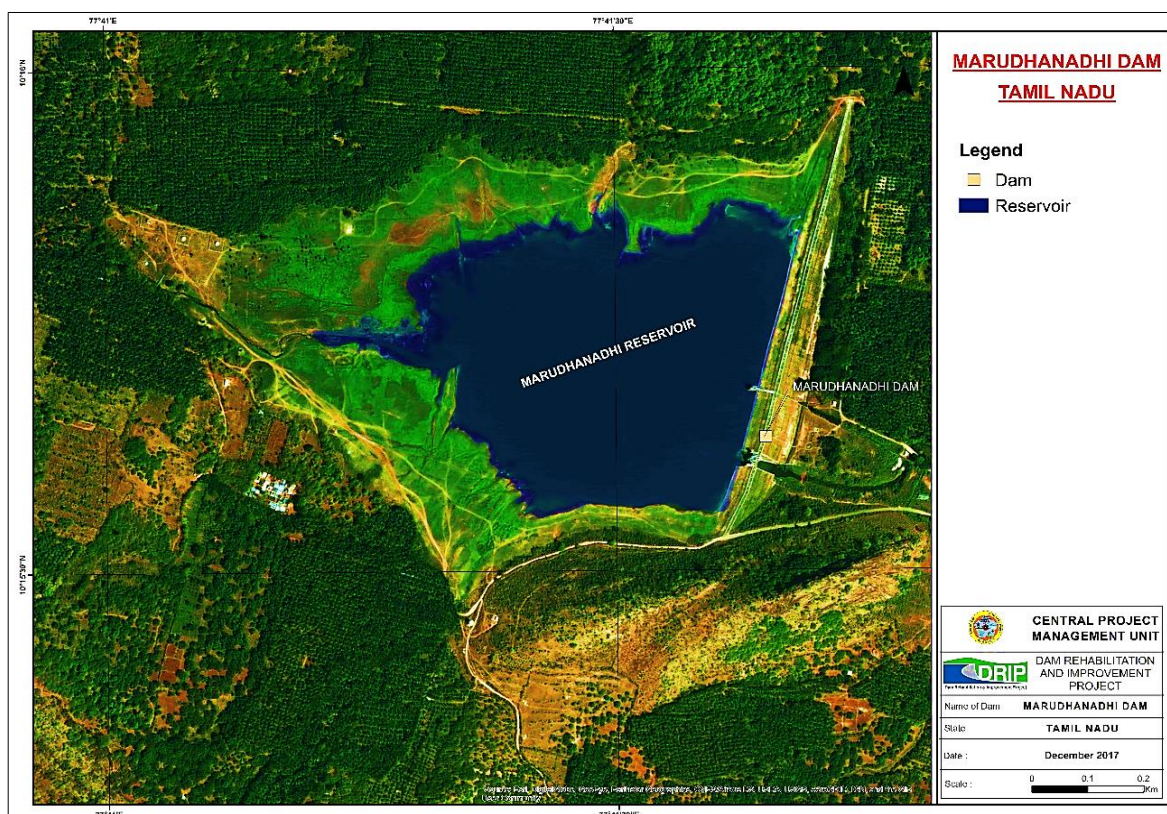 77°41'E
77°41'30"E
10°16'N
10°15'30"N
MARUDHANADHI RESERVOIR
MARUDHANADHI DAM
MARUDHANADHI DAM
TAMIL NADU
Legend
Dam
Reservoir
CENTRAL PROJECT
MANAGEMENT UNIT
DRIP
DAM REHABILITATION
AND IMPROVEMENT
PROJECT
Name of Dam
MARUDHANADHI DAM
State
TAMIL NADU
Date :
December 2017
Scale :
0 0.1 0.2
Km